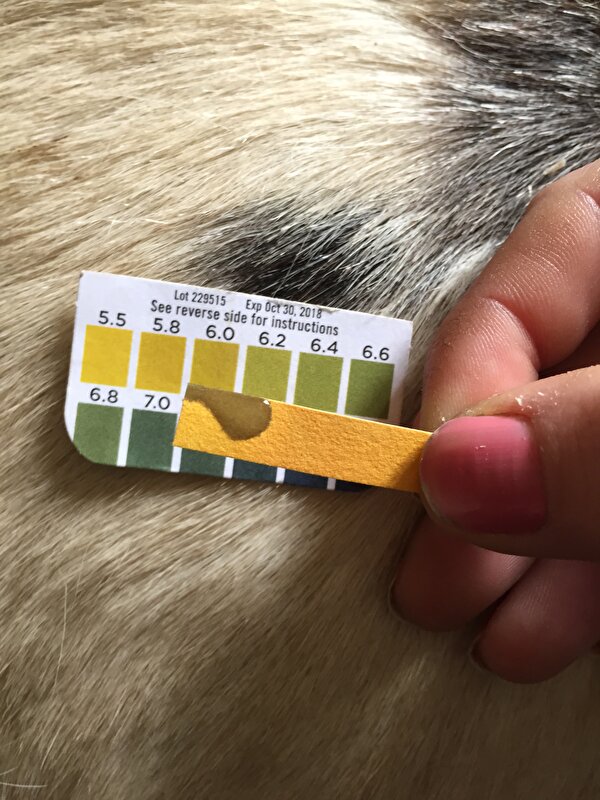 Lot 229515 Exp Oct 30, 2018
See reverse side for instructions
5.5 5.8 6.0 6.2 6.4 6.6
6.8 7.0